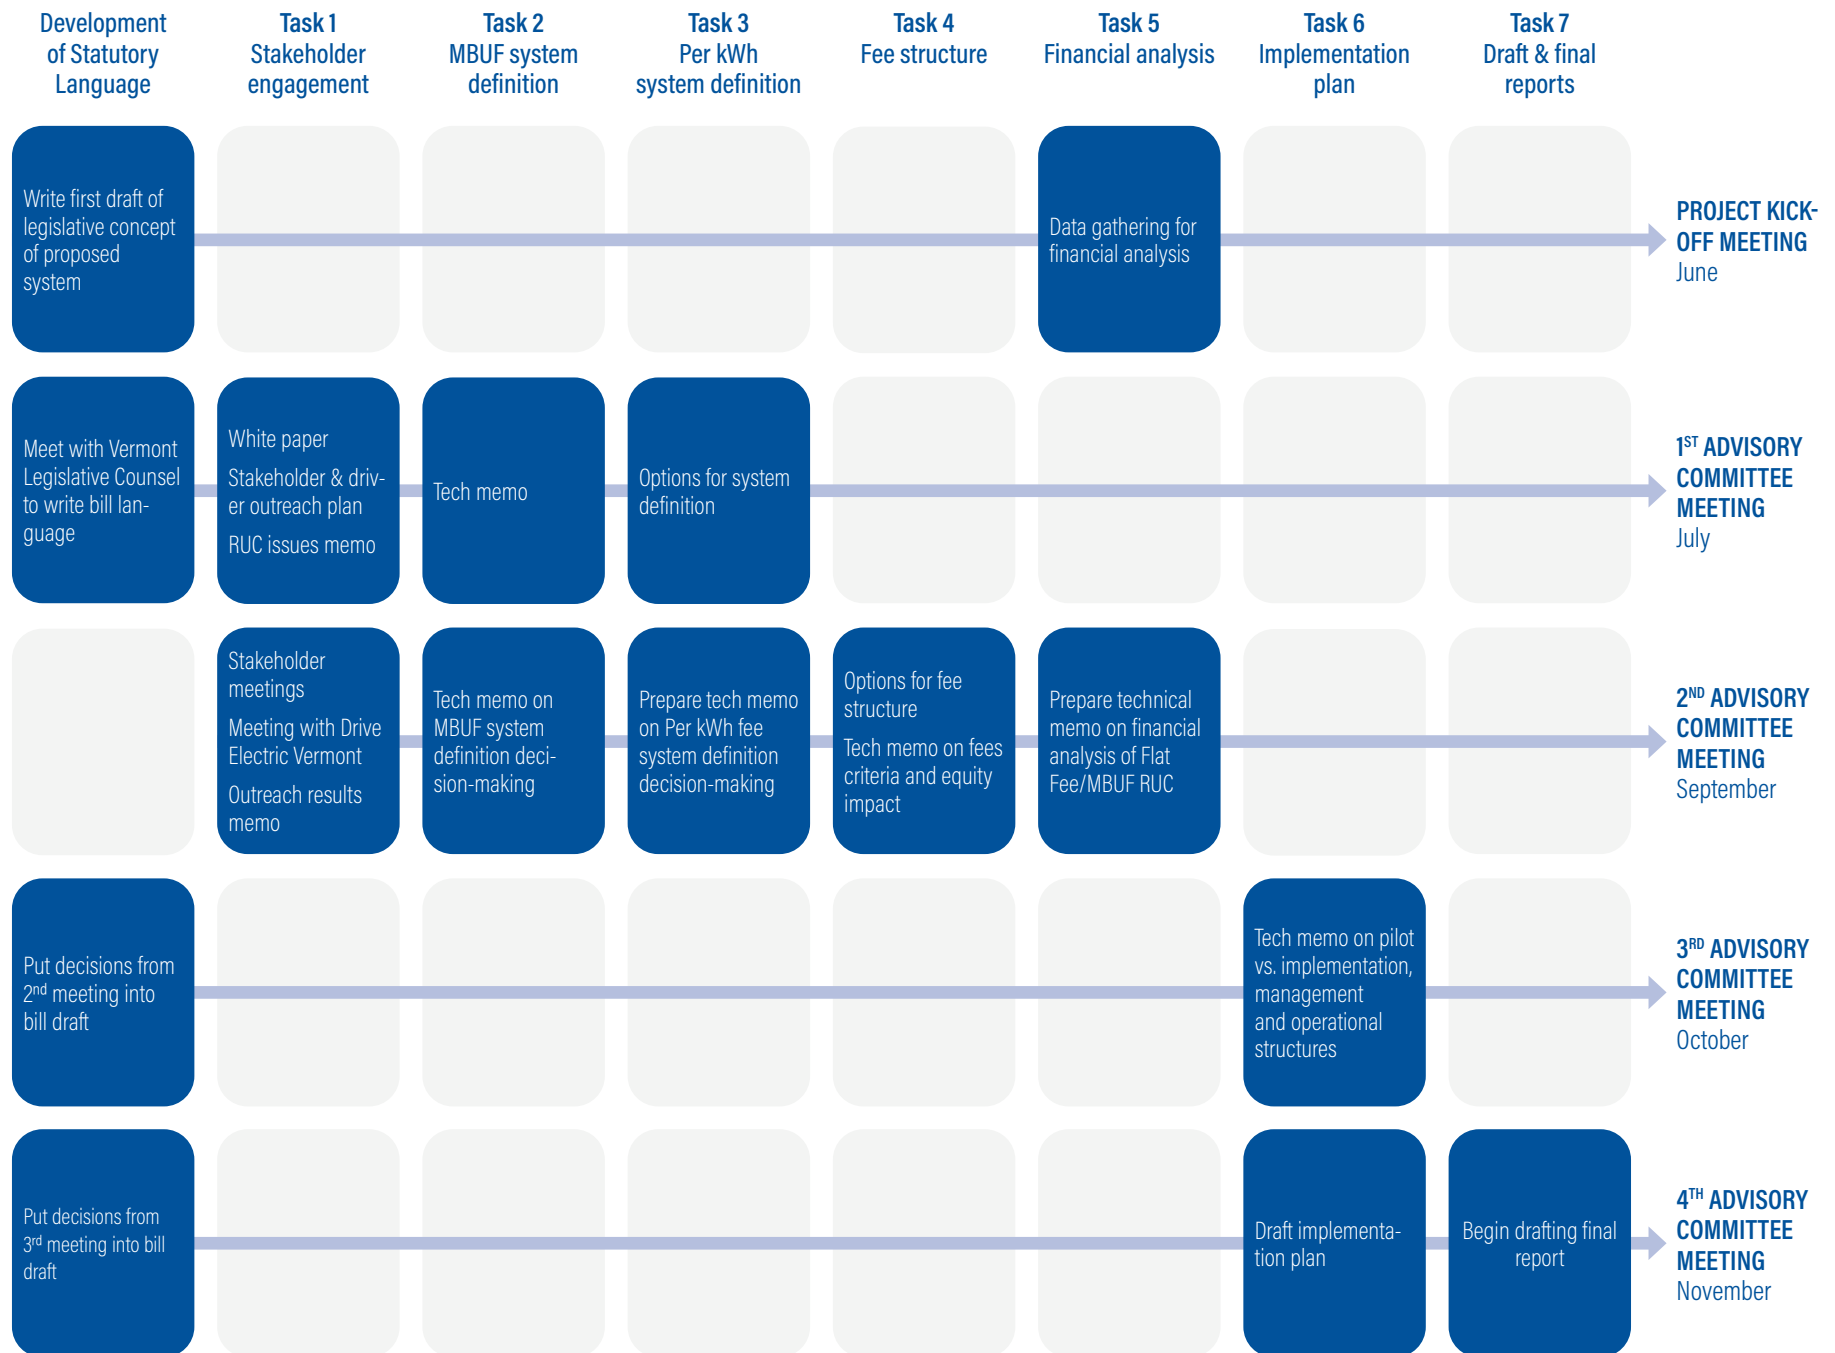 Development
of Statutory
Language
Task 1
Stakeholder
engagement
Task 2
MBUF system
definition
Task 3
Per kWh
system definition
Task 4
Fee structure
Task 5
Financial analysis
Task 6
Implementation
plan
Task 7
Draft & final
reports
Write first draft of
legislative concept
of proposed
system
Data gathering for
financial analysis
PROJECT KICK-
OFF MEETING
June
Meet with Vermont
Legislative Counsel
to write bill lan-
guage
White paper
Stakeholder & driv-
er outreach plan
RUC issues memo
Tech memo
Options for system
definition
1ST ADVISORY
COMMITTEE
MEETING
July
Stakeholder
meetings
Meeting with Drive
Electric Vermont
Outreach results
memo
Tech memo on
MBUF system
definition deci-
sion-making
Prepare tech memo
on Per kWh fee
system definition
decision-making
Options for fee
structure
Tech memo on fees
criteria and equity
impact
Prepare technical
memo on financial
analysis of Flat
Fee/MBUF RUC
2ND ADVISORY
COMMITTEE
MEETING
September
Put decisions from
2nd meeting into
bill draft
Tech memo on pilot
vs. implementation,
management
and operational
structures
3RD ADVISORY
COMMITTEE
MEETING
October
Put decisions from
3rd meeting into bill
draft
Draft implementa-
tion plan
Begin drafting final
report
4TH ADVISORY
COMMITTEE
MEETING
November